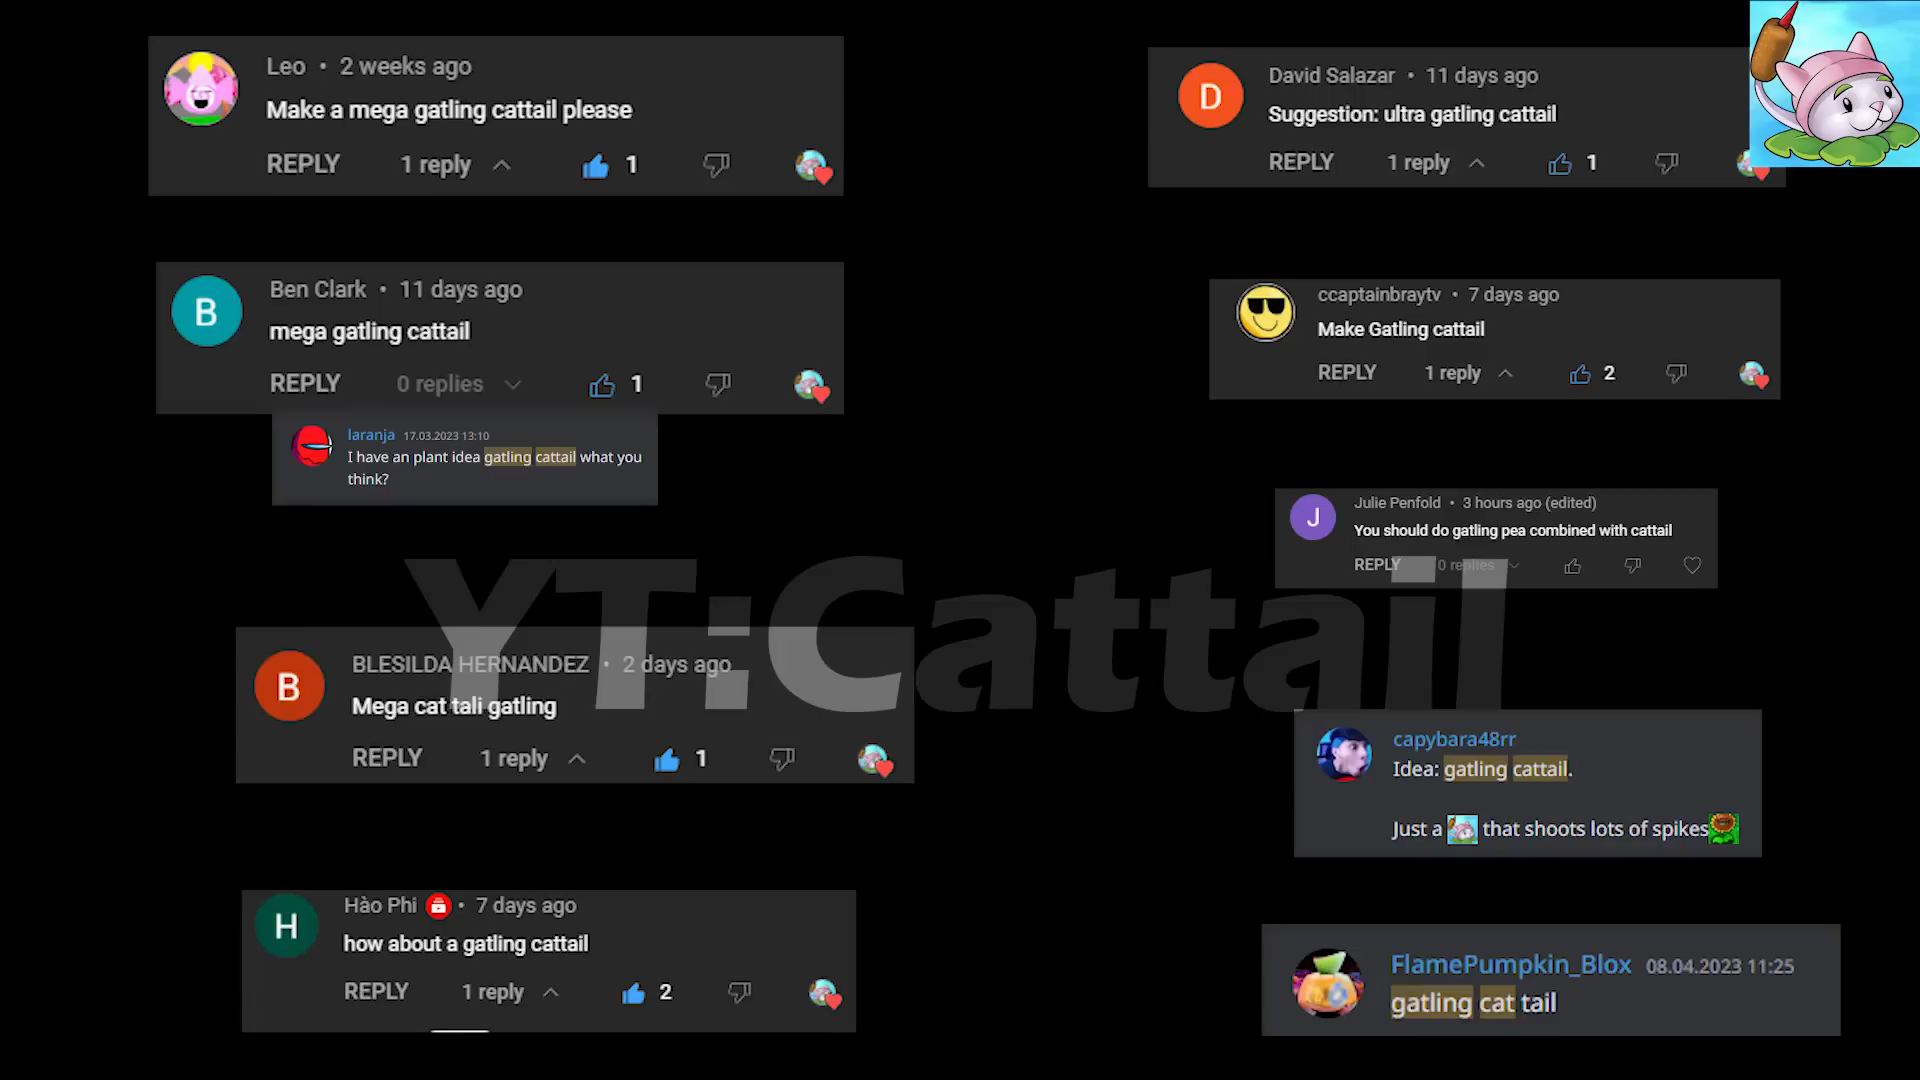 Leo • 2 weeks ago
Make a mega gatling cattail please
REPLY 1 reply 1
B
Ben Clark • 11 days ago
mega gatling cattail
REPLY 0 replies 1
laranja 17.03.2023 13:10
I have an plant idea gatling cattail what you
think?
B
BLESILDA HERNANDEZ • 2 days ago
Mega cat tali gatling
REPLY 1 reply 1
H
Hào Phi • 7 days ago
how about a gatling cattail
REPLY 1 reply 2
D
David Salazar • 11 days ago
Suggestion: ultra gatling cattail
REPLY 1 reply 1
ccaptainbraytv • 7 days ago
Make Gatling cattail
REPLY 1 reply 2
J
Julie Penfold • 3 hours ago (edited)
You should do gatling pea combined with cattail
REPLY 0 replies
capybara48rr
Idea: gatling cattail.
Just a that shoots lots of spikes
FlamePumpkin_Blox 08.04.2023 11:25
gatling cat tail
YT:Cattail